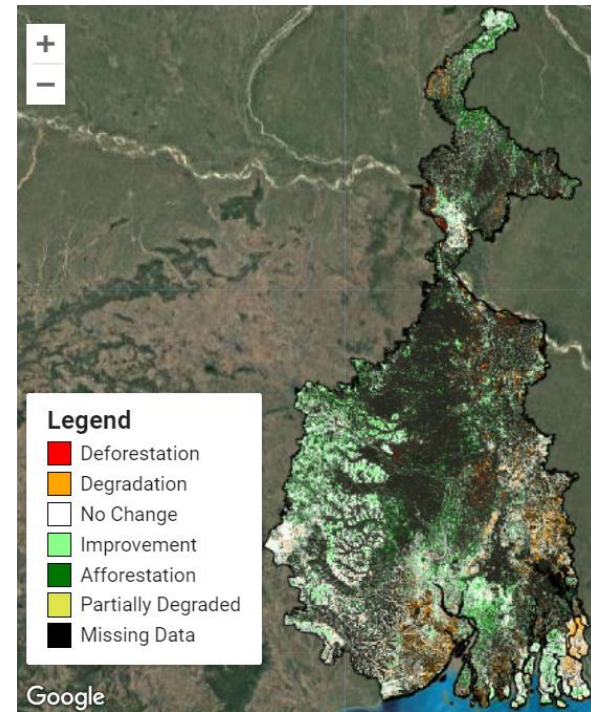 +
−
Legend
Deforestation
Degradation
No Change
Improvement
Afforestation
Partially Degraded
Missing Data
Google